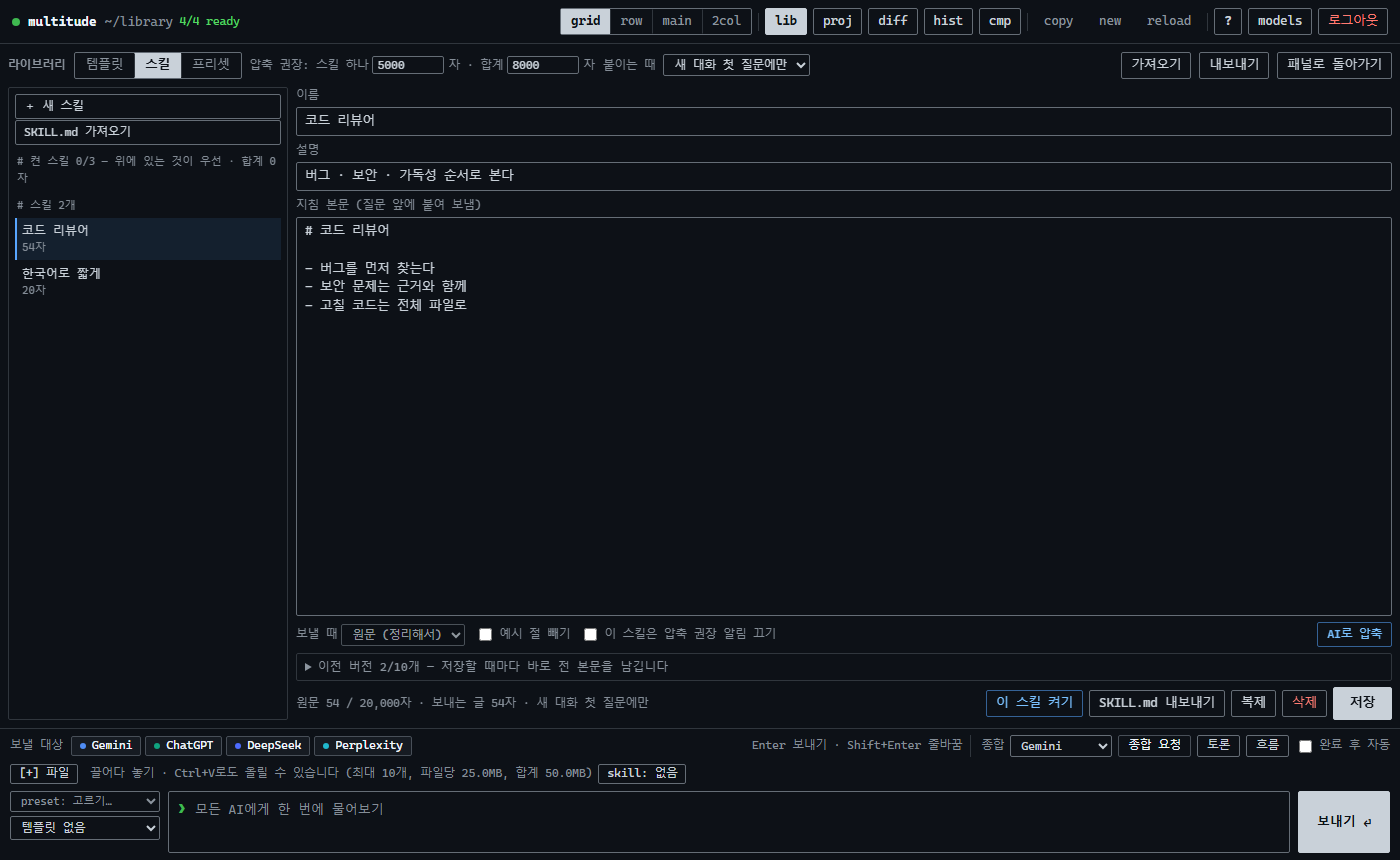 ● multitude ~/library 4/4 ready grid row main 2col lib proj diff hist cmp copy new reload ? models 로그아웃
라이브러리 템플릿 스킬 프리셋 압축 권장: 스킬 하나 5000 자 · 합계 8000 자 붙이는 때 새 대화 첫 질문에만 가져오기 내보내기 패널로 돌아가기
+ 새 스킬
SKILL.md 가져오기
# 켠 스킬 0/3 — 위에 있는 것이 우선 · 합계 0
자
# 스킬 2개
코드 리뷰어
54자
한국어로 짧게
20자
이름
코드 리뷰어
설명
버그 · 보안 · 가독성 순서로 본다
지침 본문 (질문 앞에 붙여 보냄)
# 코드 리뷰어
- 버그를 먼저 찾는다
- 보안 문제는 근거와 함께
- 고칠 코드는 전체 파일로
보낼 때 원문 (정리해서) 예시 절 빼기 이 스킬은 압축 권장 알림 끄기 AI로 압축
▶ 이전 버전 2/10개 — 저장할 때마다 바로 전 본문을 남깁니다
원문 54 / 20,000자 · 보내는 글 54자 · 새 대화 첫 질문에만 이 스킬 켜기 SKILL.md 내보내기 복제 삭제 저장
보낼 대상 Gemini ChatGPT DeepSeek Perplexity Enter 보내기 · Shift+Enter 줄바꿈 종합 Gemini 종합 요청 토론 흐름 완료 후 자동
[+] 파일 끌어다 놓기 · Ctrl+V로도 올릴 수 있습니다 (최대 10개, 파일당 25.0MB, 합계 50.0MB) skill: 없음
preset: 고르기…
템플릿 없음
❯ 모든 AI에게 한 번에 물어보기
보내기 ⏎